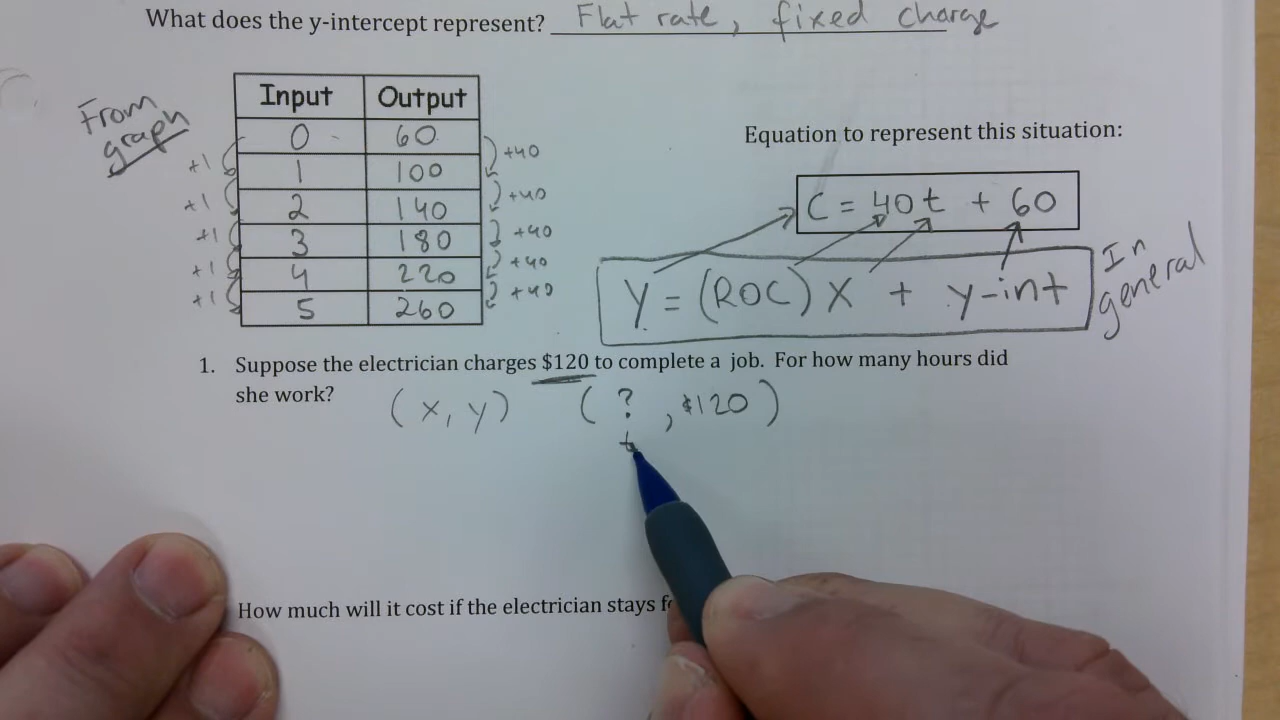 What does the y-intercept represent? Flat rate, fixed charge
From graph
Input Output
0 60
1 100
2 140
3 180
4 220
5 260
+1 +1 +1 +1 +1
+40 +40 +40 +40 +40
Equation to represent this situation:
C = 40t + 60
Y = (ROC) X + y-int
In general
1. Suppose the electrician charges $120 to complete a job. For how many hours did
she work? (x, y) (?, $120)
t
How much will it cost if the electrician stays